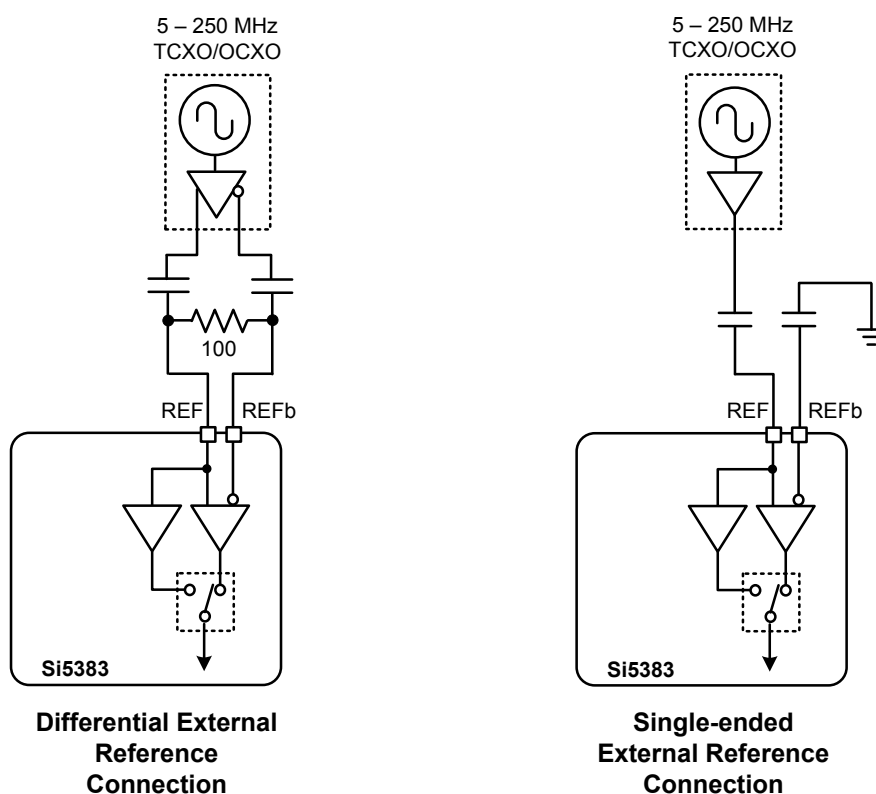 5 – 250 MHz
TCXO/OCXO
100
REF
REFb
Si5383
Differential External
Reference
Connection
5 – 250 MHz
TCXO/OCXO
REF
REFb
Si5383
Single-ended
External Reference
Connection